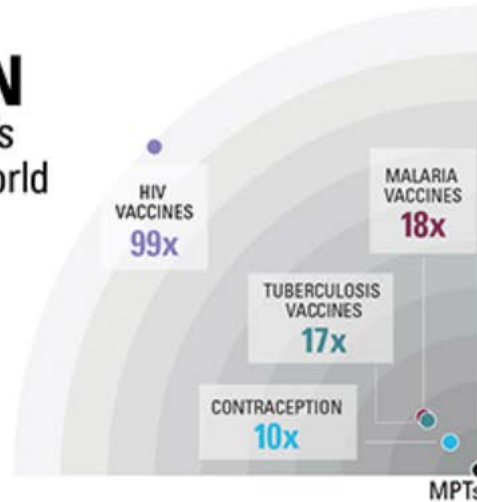 N
s
orld
HIV
VACCINES
99x
MALARIA
VACCINES
18x
TUBERCULOSIS
VACCINES
17x
CONTRACEPTION
10x
MPTs